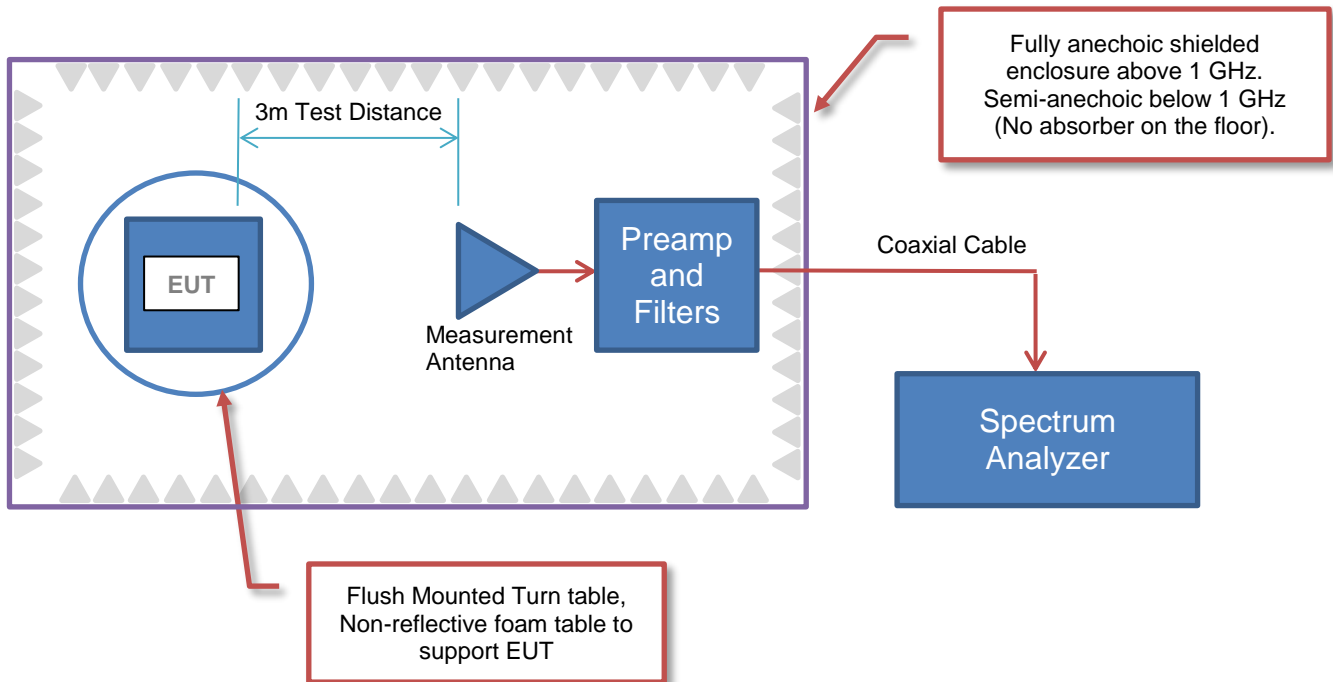 Fully anechoic shielded
enclosure above 1 GHz.
Semi-anechoic below 1 GHz
(No absorber on the floor).
3m Test Distance
EUT
Measurement
Antenna
Preamp
and
Filters
Coaxial Cable
Spectrum
Analyzer
Flush Mounted Turn table,
Non-reflective foam table to
support EUT